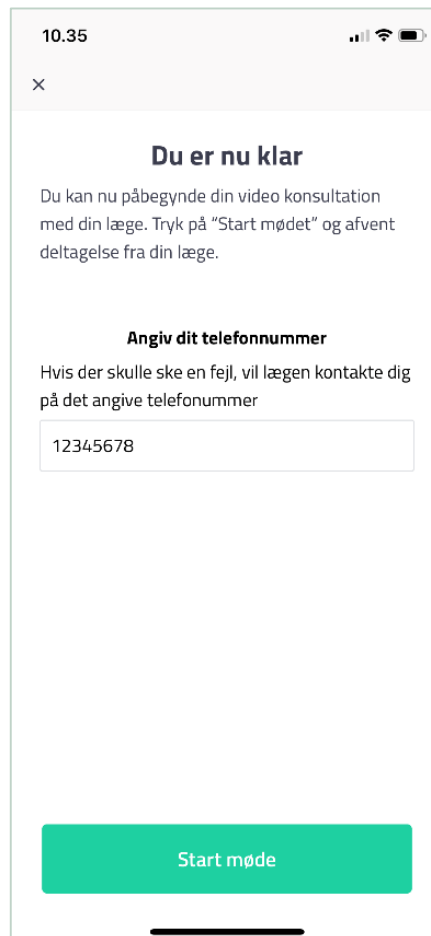 10.35
Du er nu klar
Du kan nu påbegynde din video konsultation
med din læge. Tryk på “Start mødet” og afvent
deltagelse fra din læge.
Angiv dit telefonnummer
Hvis der skulle ske en fejl, vil lægen kontakte dig
på det angive telefonummer
12345678
Start møde